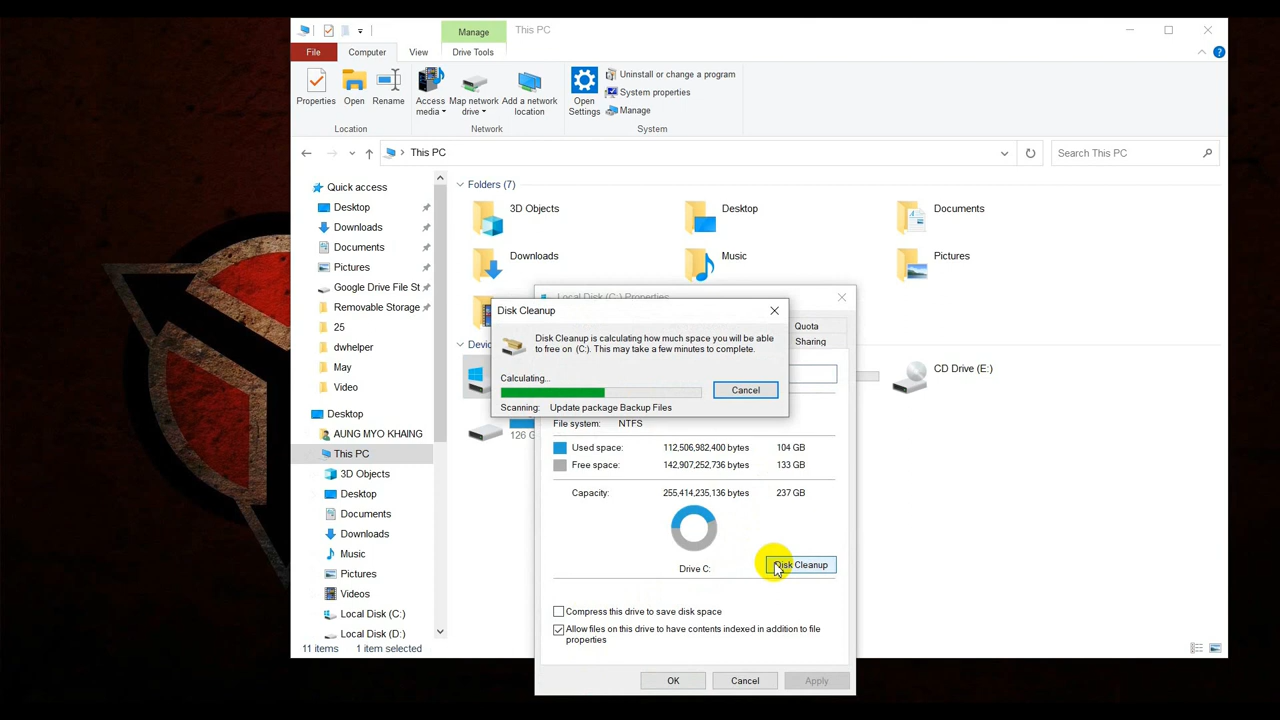 Manage
This PC
File
Computer
View
Drive Tools
Properties
Open
Rename
Access media
Map network drive
Add a network location
Open Settings
Uninstall or change a program
System properties
Manage
Location
Network
System
This PC
Search This PC
Quick access
Desktop
Downloads
Documents
Pictures
Google Drive File St
Removable Storage
25
dwhelper
May
Video
Desktop
AUNG MYO KHAING
This PC
3D Objects
Desktop
Documents
Downloads
Music
Pictures
Videos
Local Disk (C:)
Local Disk (D:)
Folders (7)
3D Objects
Desktop
Documents
Downloads
Music
Pictures
Devic
CD Drive (E:)
126 G
Local Disk (C:) Properties
Quota
Sharing
Disk Cleanup
Disk Cleanup is calculating how much space you will be able
to free on (C:). This may take a few minutes to complete.
Calculating...
Cancel
Scanning: Update package Backup Files
File system: NTFS
Used space: 112,506,982,400 bytes 104 GB
Free space: 142,907,252,736 bytes 133 GB
Capacity: 255,414,235,136 bytes 237 GB
Drive C:
Disk Cleanup
Compress this drive to save disk space
Allow files on this drive to have contents indexed in addition to file
properties
OK
Cancel
Apply
11 items
1 item selected